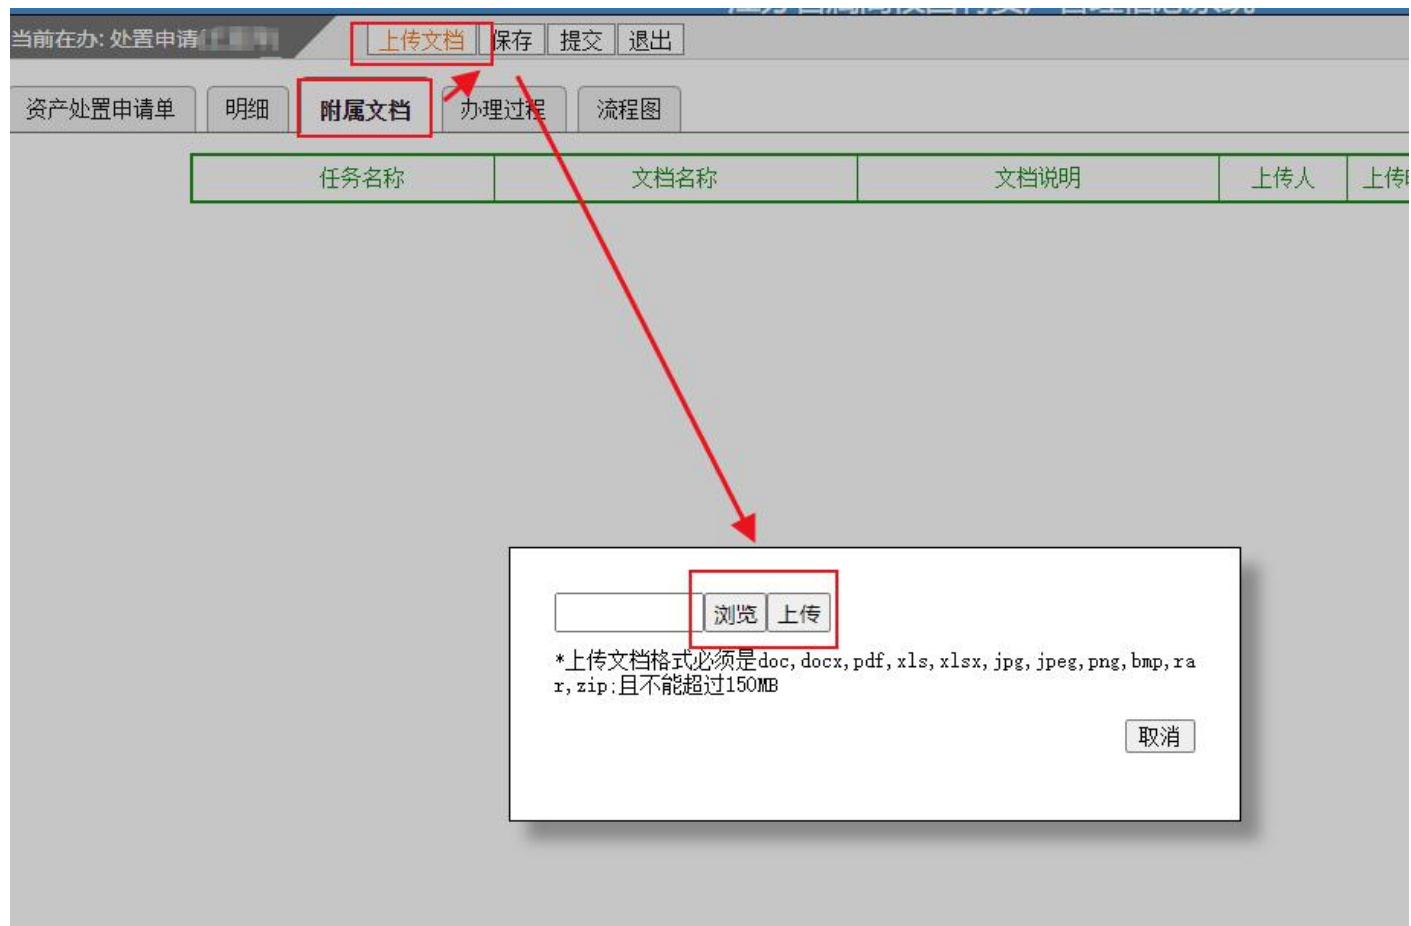 当前在办: 处置申请
上传文档 保存 提交 退出
资产处置申请单 明细 附属文档 办理过程 流程图
任务名称 文档名称 文档说明 上传人 上传
浏览 上传
*上传文档格式必须是doc,docx,pdf,xls,xlsx,jpg,jpeg,png,bmp,ra
r,zip;且不能超过150MB
取消